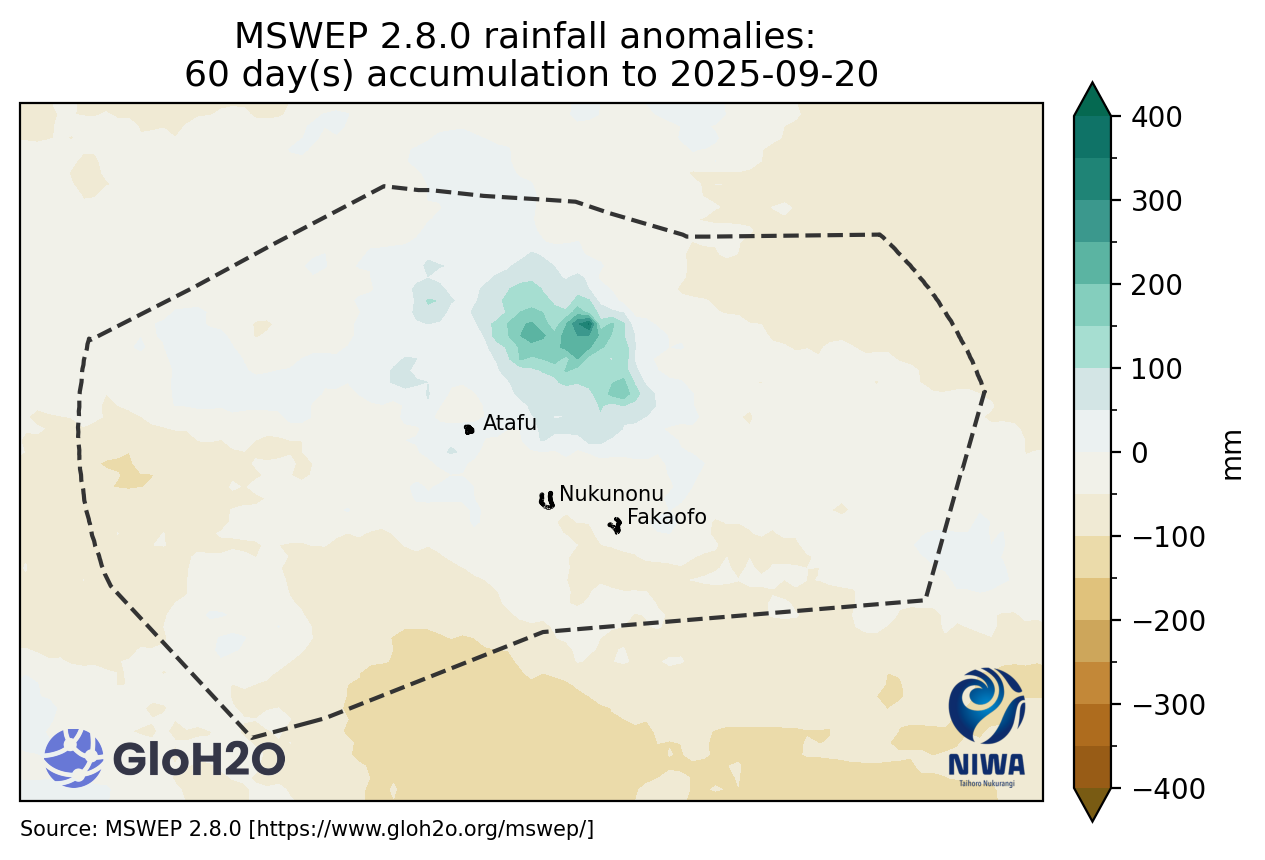 MSWEP 2.8.0 rainfall anomalies:
60 day(s) accumulation to 2025-09-20
400
300
200
100
0
−100
−200
−300
−400
mm
Atafu
Nukunonu
Fakaofo
GloH2O
NIWA
Taihoro Nukurangi
Source: MSWEP 2.8.0 [https://www.gloh2o.org/mswep/]